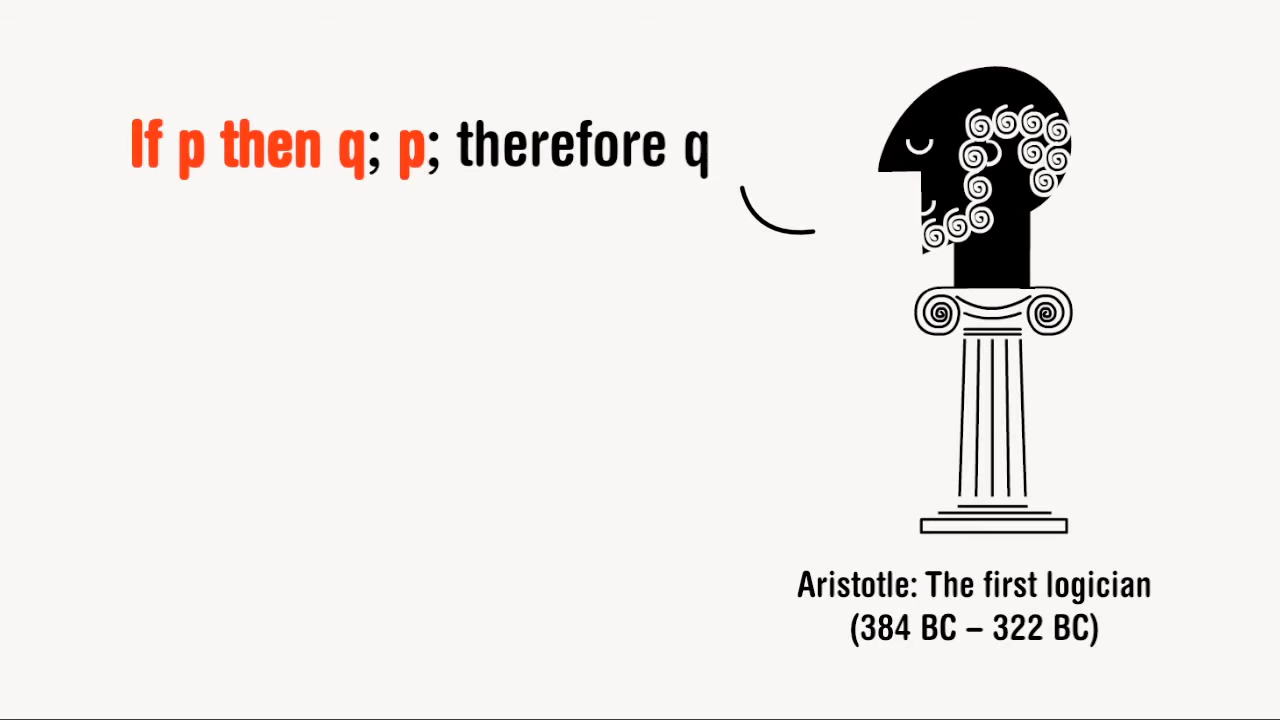 If p then q; p; therefore q
Aristotle: The first logician
(384 BC – 322 BC)